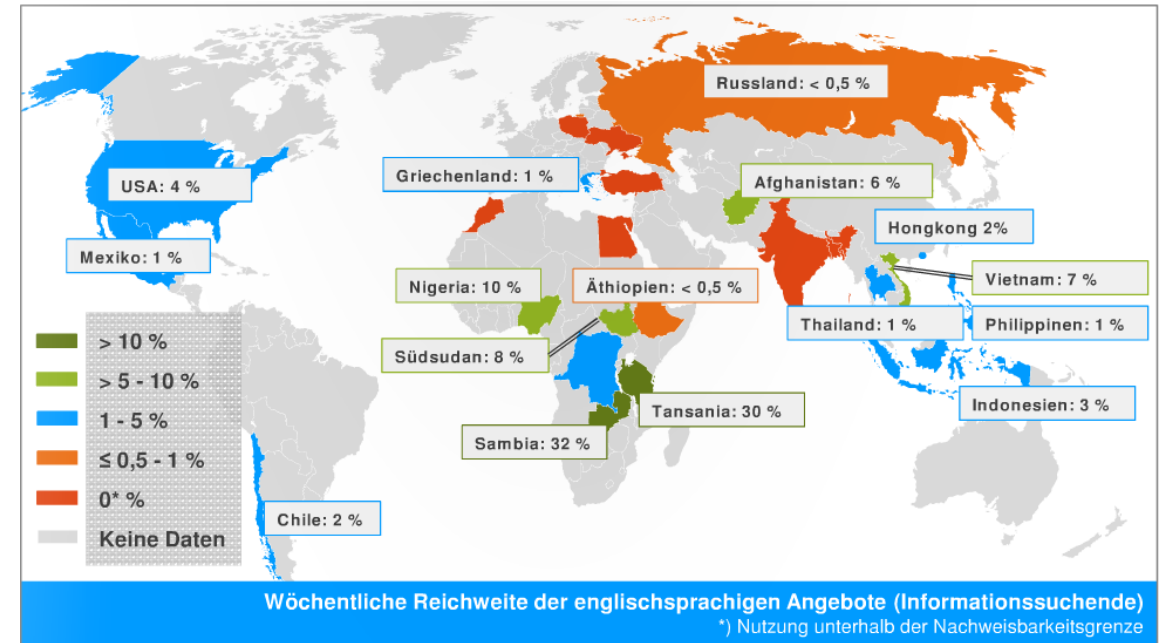 Russland: < 0,5 %
USA: 4 %
Griechenland: 1 %
Afghanistan: 6 %
Hongkong 2%
Mexiko: 1 %
Nigeria: 10 %
Äthiopien: < 0,5 %
Vietnam: 7 %
Thailand: 1 %
Philippinen: 1 %
Südsudan: 8 %
Tansania: 30 %
Indonesien: 3 %
Sambia: 32 %
Chile: 2 %
> 10 %
> 5 - 10 %
1 - 5 %
≤ 0,5 - 1 %
0* %
Keine Daten
Wöchentliche Reichweite der englischsprachigen Angebote (Informationssuchende)
*) Nutzung unterhalb der Nachweisbarkeitsgrenze